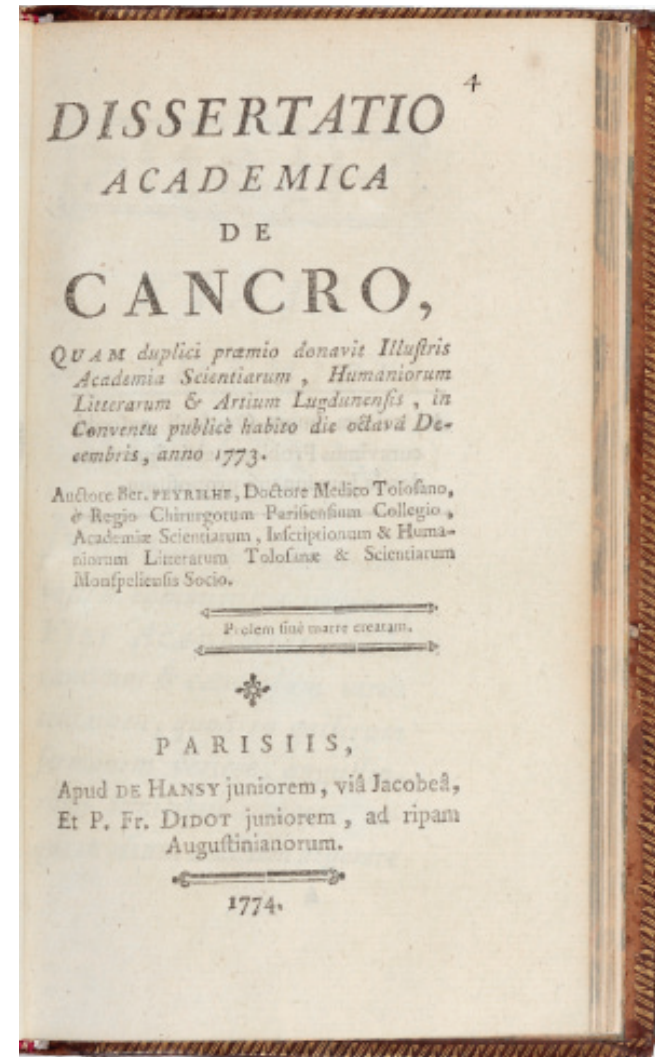 4
DISSERTATIO
ACADEMICA
DE
CANCRO,
QUAM duplici præmio donavit Illuſtris
Academia Scientiarum, Humaniorum
Litterarum & Artium Lugdunenſis, in
Conventu publicè habito die octavâ De-
cembris, anno 1773.
Auctore Ber. PEYRILHE, Doctore Medico Toloſano,
è Regio Chirurgorum Pariſienſium Collegio,
Academiæ Scientiarum, Inſcriptionum & Huma-
niorum Litterarum Toloſanæ & Scientiarum
Monſpelienſis Socio.
Prolem ſinè matre creatam.
PARISIIS,
Apud DE HANSY juniorem, viâ Jacobeâ,
Et P. Fr. DIDOT juniorem, ad ripam
Auguſtinianorum.
1774.